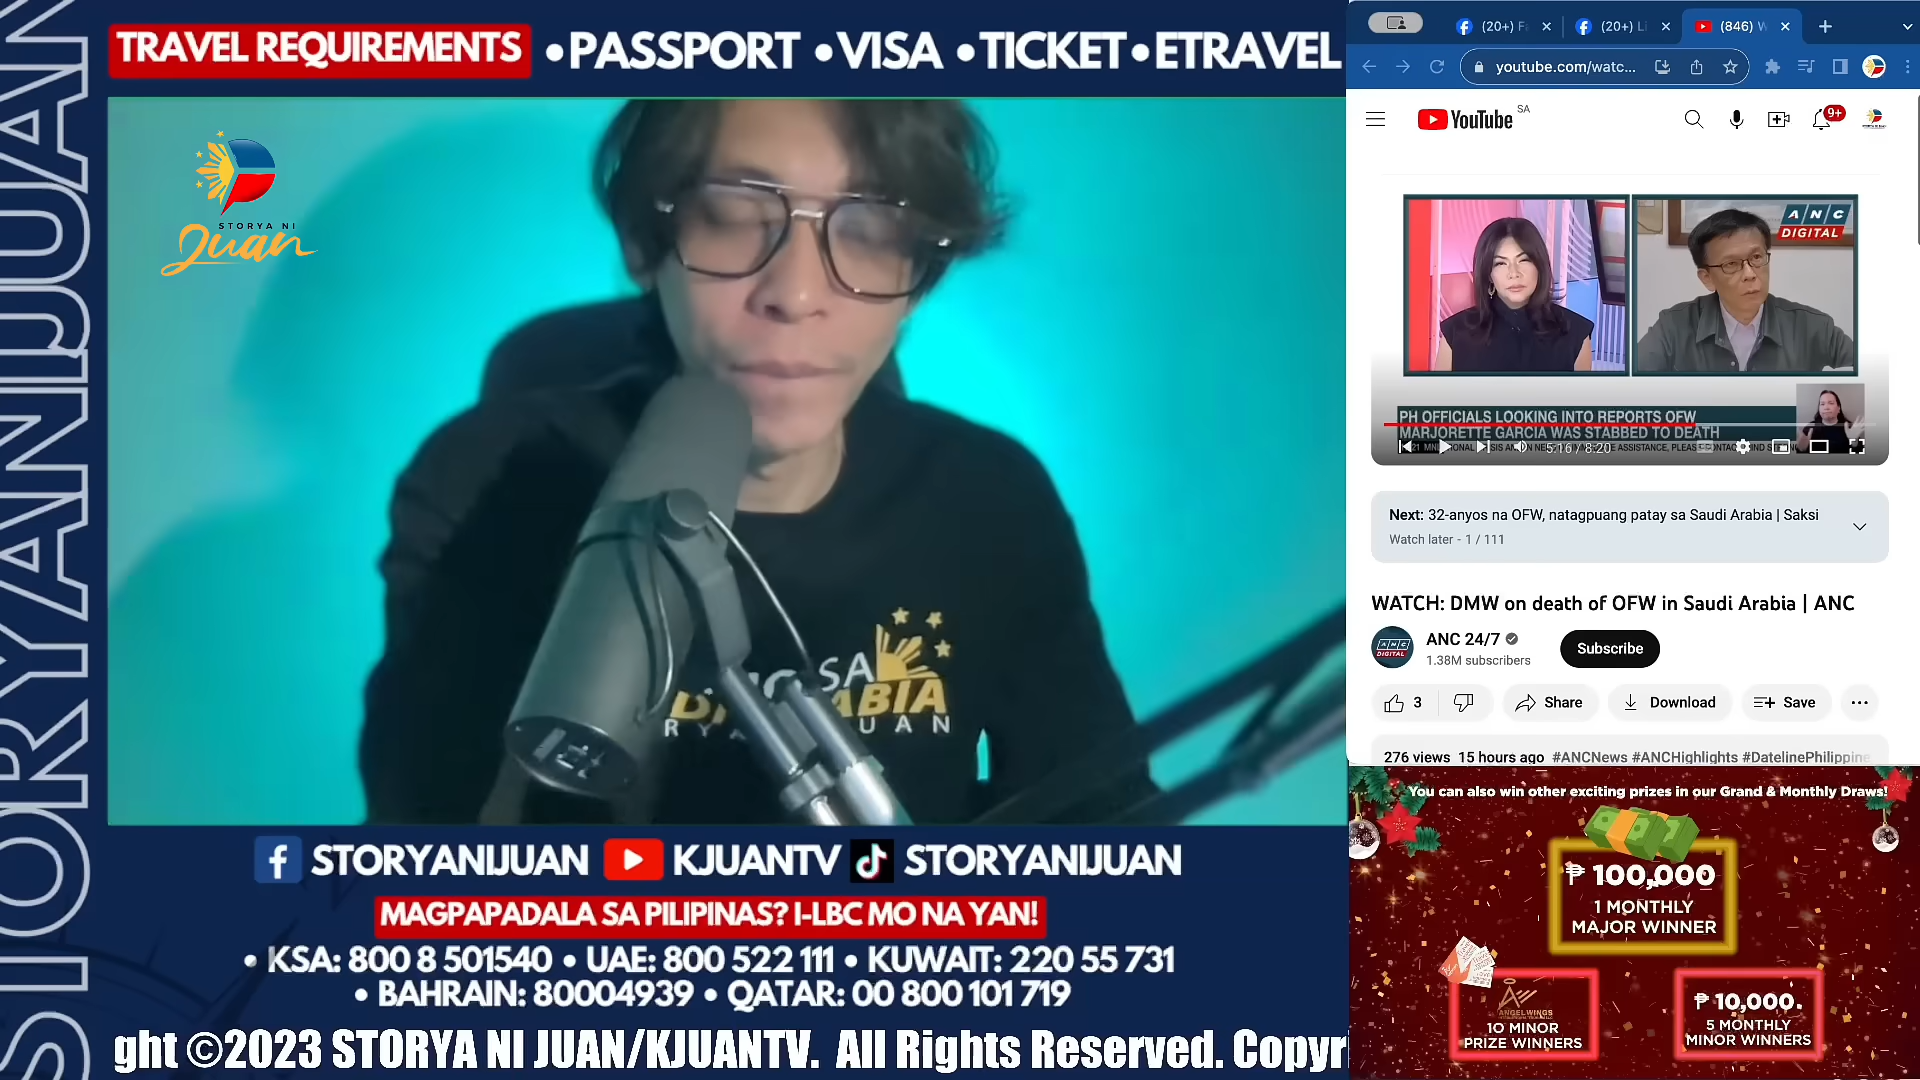 STORYANIJUAN
TRAVEL REQUIREMENTS •PASSPORT •VISA •TICKET•ETRAVEL
STORYA NI
Juan
SA
ABIA
UAN
f STORYANIJUAN KJUANTV STORYANIJUAN
MAGPAPADALA SA PILIPINAS? I-LBC MO NA YAN!
• KSA: 800 8 501540 • UAE: 800 522 111 • KUWAIT: 220 55 731
• BAHRAIN: 80004939 • QATAR: 00 800 101 719
ght ©2023 STORYA NI JUAN/KJUANTV. All Rights Reserved. Copyr
(20+) F
(20+) Li
(846) W
youtube.com/watc...
YouTube SA
9+
ANC
DIGITAL
PH OFFICIALS LOOKING INTO REPORTS OFW
MARJORETTE GARCIA WAS STABBED TO DEATH
5:16 / 8:20
Next: 32-anyos na OFW, natagpuang patay sa Saudi Arabia | Saksi
Watch later - 1 / 111
WATCH: DMW on death of OFW in Saudi Arabia | ANC
ANC
DIGITAL
ANC 24/7
1.38M subscribers
Subscribe
3
Share
Download
Save
276 views 15 hours ago #ANCNews #ANCHighlights #DatelinePhilippine
You can also win other exciting prizes in our Grand & Monthly Draws!
₱ 100,000
1 MONTHLY
MAJOR WINNER
ANGELWINGS
10 MINOR
PRIZE WINNERS
₱ 10,000.
5 MONTHLY
MINOR WINNERS